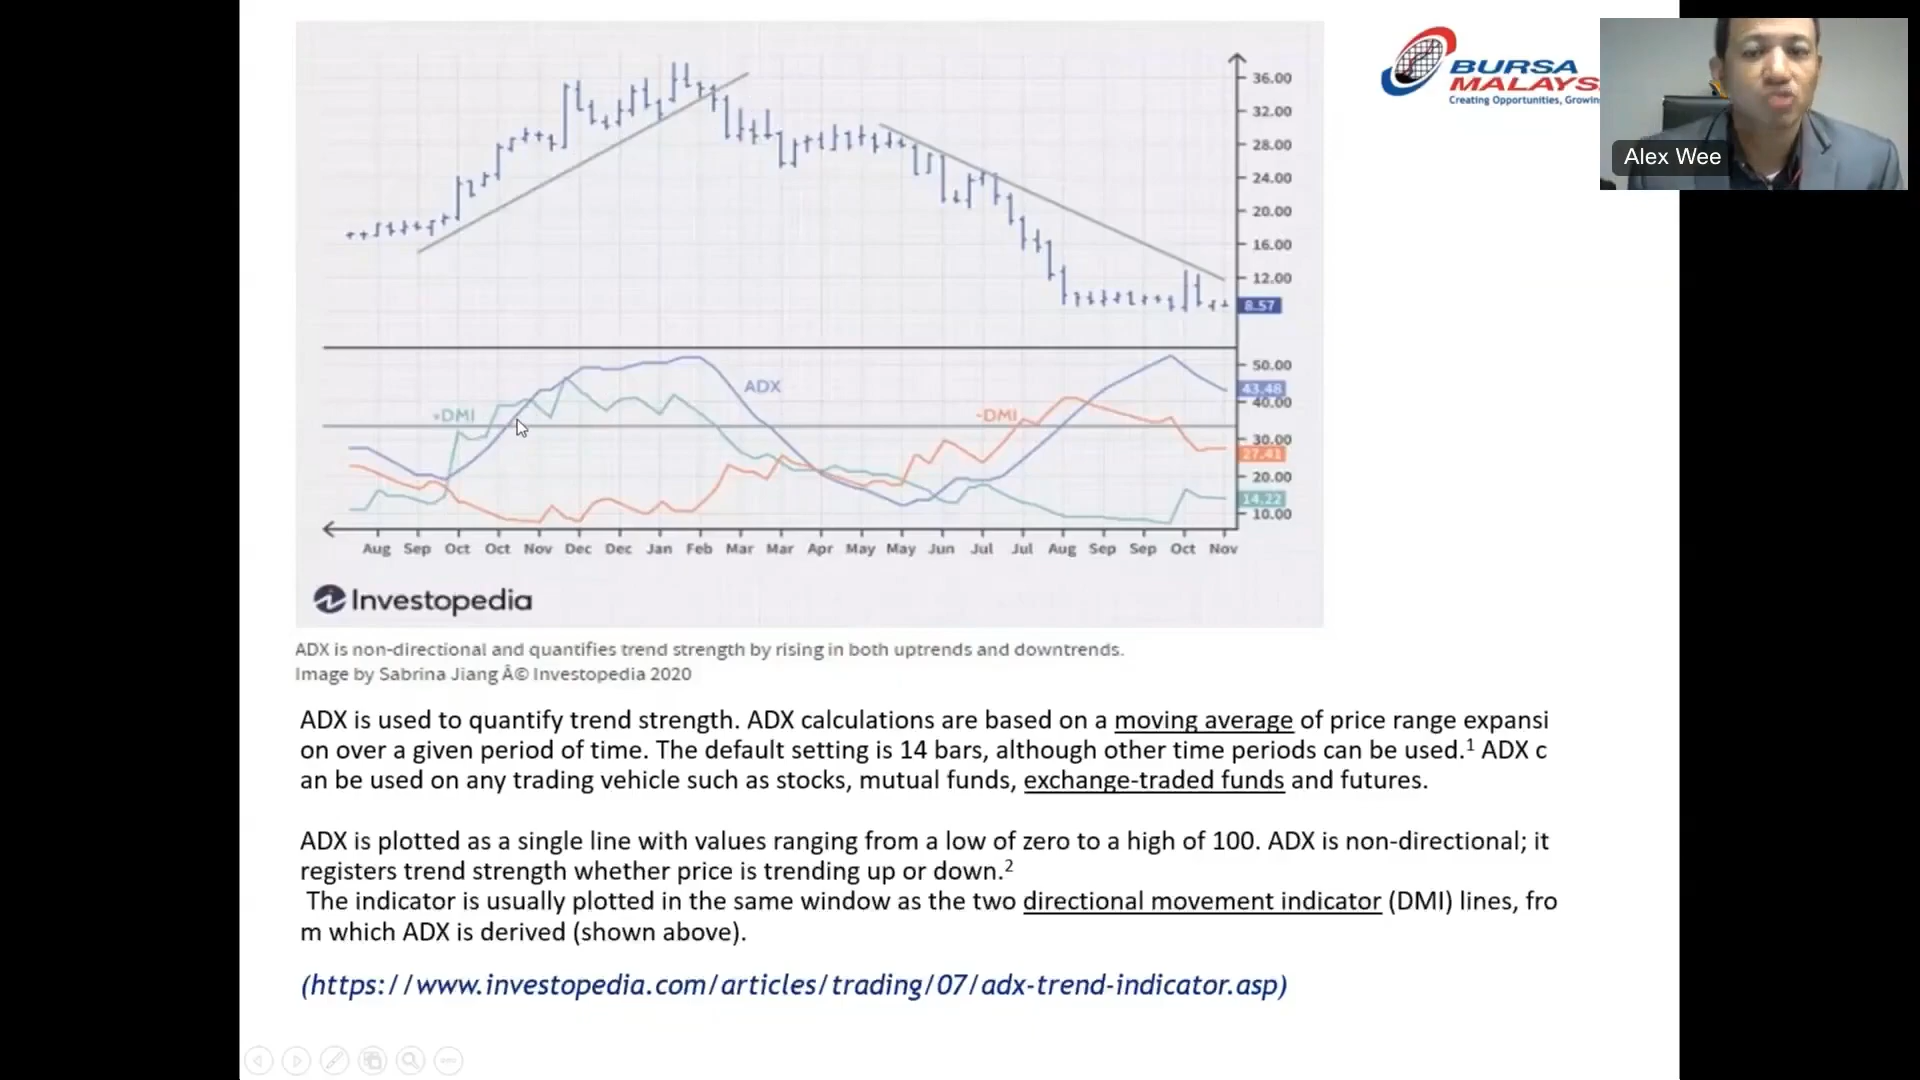 BURSA
MALAYS
Creating Opportunities, Growin
Alex Wee
36.00
32.00
28.00
24.00
20.00
16.00
12.00
8.57
50.00
ADX
43.48
40.00
+DMI
-DMI
30.00
27.41
20.00
14.22
10.00
Aug Sep Oct Oct Nov Dec Dec Jan Feb Mar Mar Apr May May Jun Jul Jul Aug Sep Sep Oct Nov
Investopedia
ADX is non-directional and quantifies trend strength by rising in both uptrends and downtrends.
Image by Sabrina Jiang Â© Investopedia 2020
ADX is used to quantify trend strength. ADX calculations are based on a moving average of price range expansi
on over a given period of time. The default setting is 14 bars, although other time periods can be used.1 ADX c
an be used on any trading vehicle such as stocks, mutual funds, exchange-traded funds and futures.
ADX is plotted as a single line with values ranging from a low of zero to a high of 100. ADX is non-directional; it
registers trend strength whether price is trending up or down.2
The indicator is usually plotted in the same window as the two directional movement indicator (DMI) lines, fro
m which ADX is derived (shown above).
(https://www.investopedia.com/articles/trading/07/adx-trend-indicator.asp)